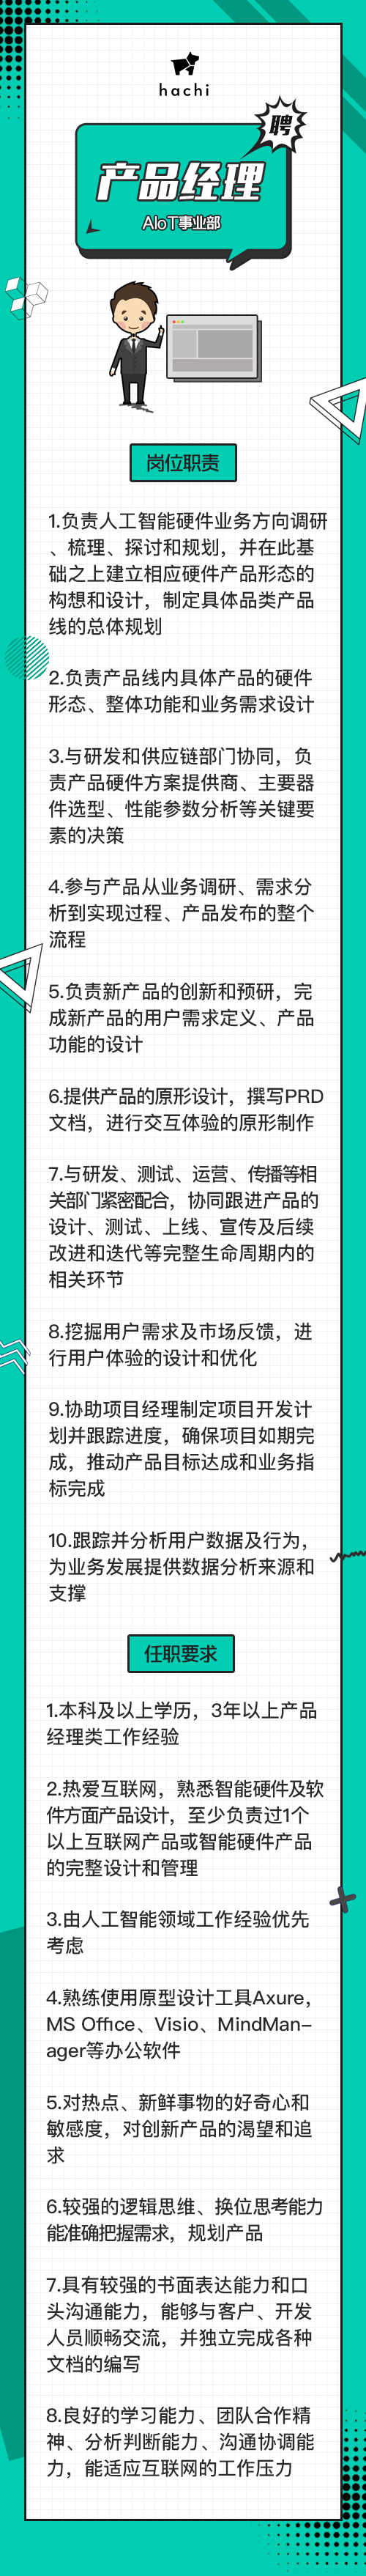 hachi
聘
产品经理
AIoT事业部
岗位职责
1.负责人工智能硬件业务方向调研
、梳理、探讨和规划，并在此基
础之上建立相应硬件产品形态的
构想和设计，制定具体品类产品
线的总体规划
2.负责产品线内具体产品的硬件
形态、整体功能和业务需求设计
3.与研发和供应链部门协同，负
责产品硬件方案提供商、主要器
件选型、性能参数分析等关键要
素的决策
4.参与产品从业务调研、需求分
析到实现过程、产品发布的整个
流程
5.负责新产品的创新和预研，完
成新产品的用户需求定义、产品
功能的设计
6.提供产品的原形设计，撰写PRD
文档，进行交互体验的原形制作
7.与研发、测试、运营、传播等相
关部门紧密配合，协同跟进产品的
设计、测试、上线、宣传及后续
改进和迭代等完整生命周期内的
相关环节
8.挖掘用户需求及市场反馈，进
行用户体验的设计和优化
9.协助项目经理制定项目开发计
划并跟踪进度，确保项目如期完
成，推动产品目标达成和业务指
标完成
10.跟踪并分析用户数据及行为，
为业务发展提供数据分析来源和
支撑
任职要求
1.本科及以上学历，3年以上产品
经理类工作经验
2.热爱互联网，熟悉智能硬件及软
件方面产品设计，至少负责过1个
以上互联网产品或智能硬件产品
的完整设计和管理
3.由人工智能领域工作经验优先
考虑
4.熟练使用原型设计工具Axure，
MS Office、Visio、MindMan-
ager等办公软件
5.对热点、新鲜事物的好奇心和
敏感度，对创新产品的渴望和追
求
6.较强的逻辑思维、换位思考能力
能准确把握需求，规划产品
7.具有较强的书面表达能力和口
头沟通能力，能够与客户、开发
人员顺畅交流，并独立完成各种
文档的编写
8.良好的学习能力、团队合作精
神、分析判断能力、沟通协调能
力，能适应互联网的工作压力